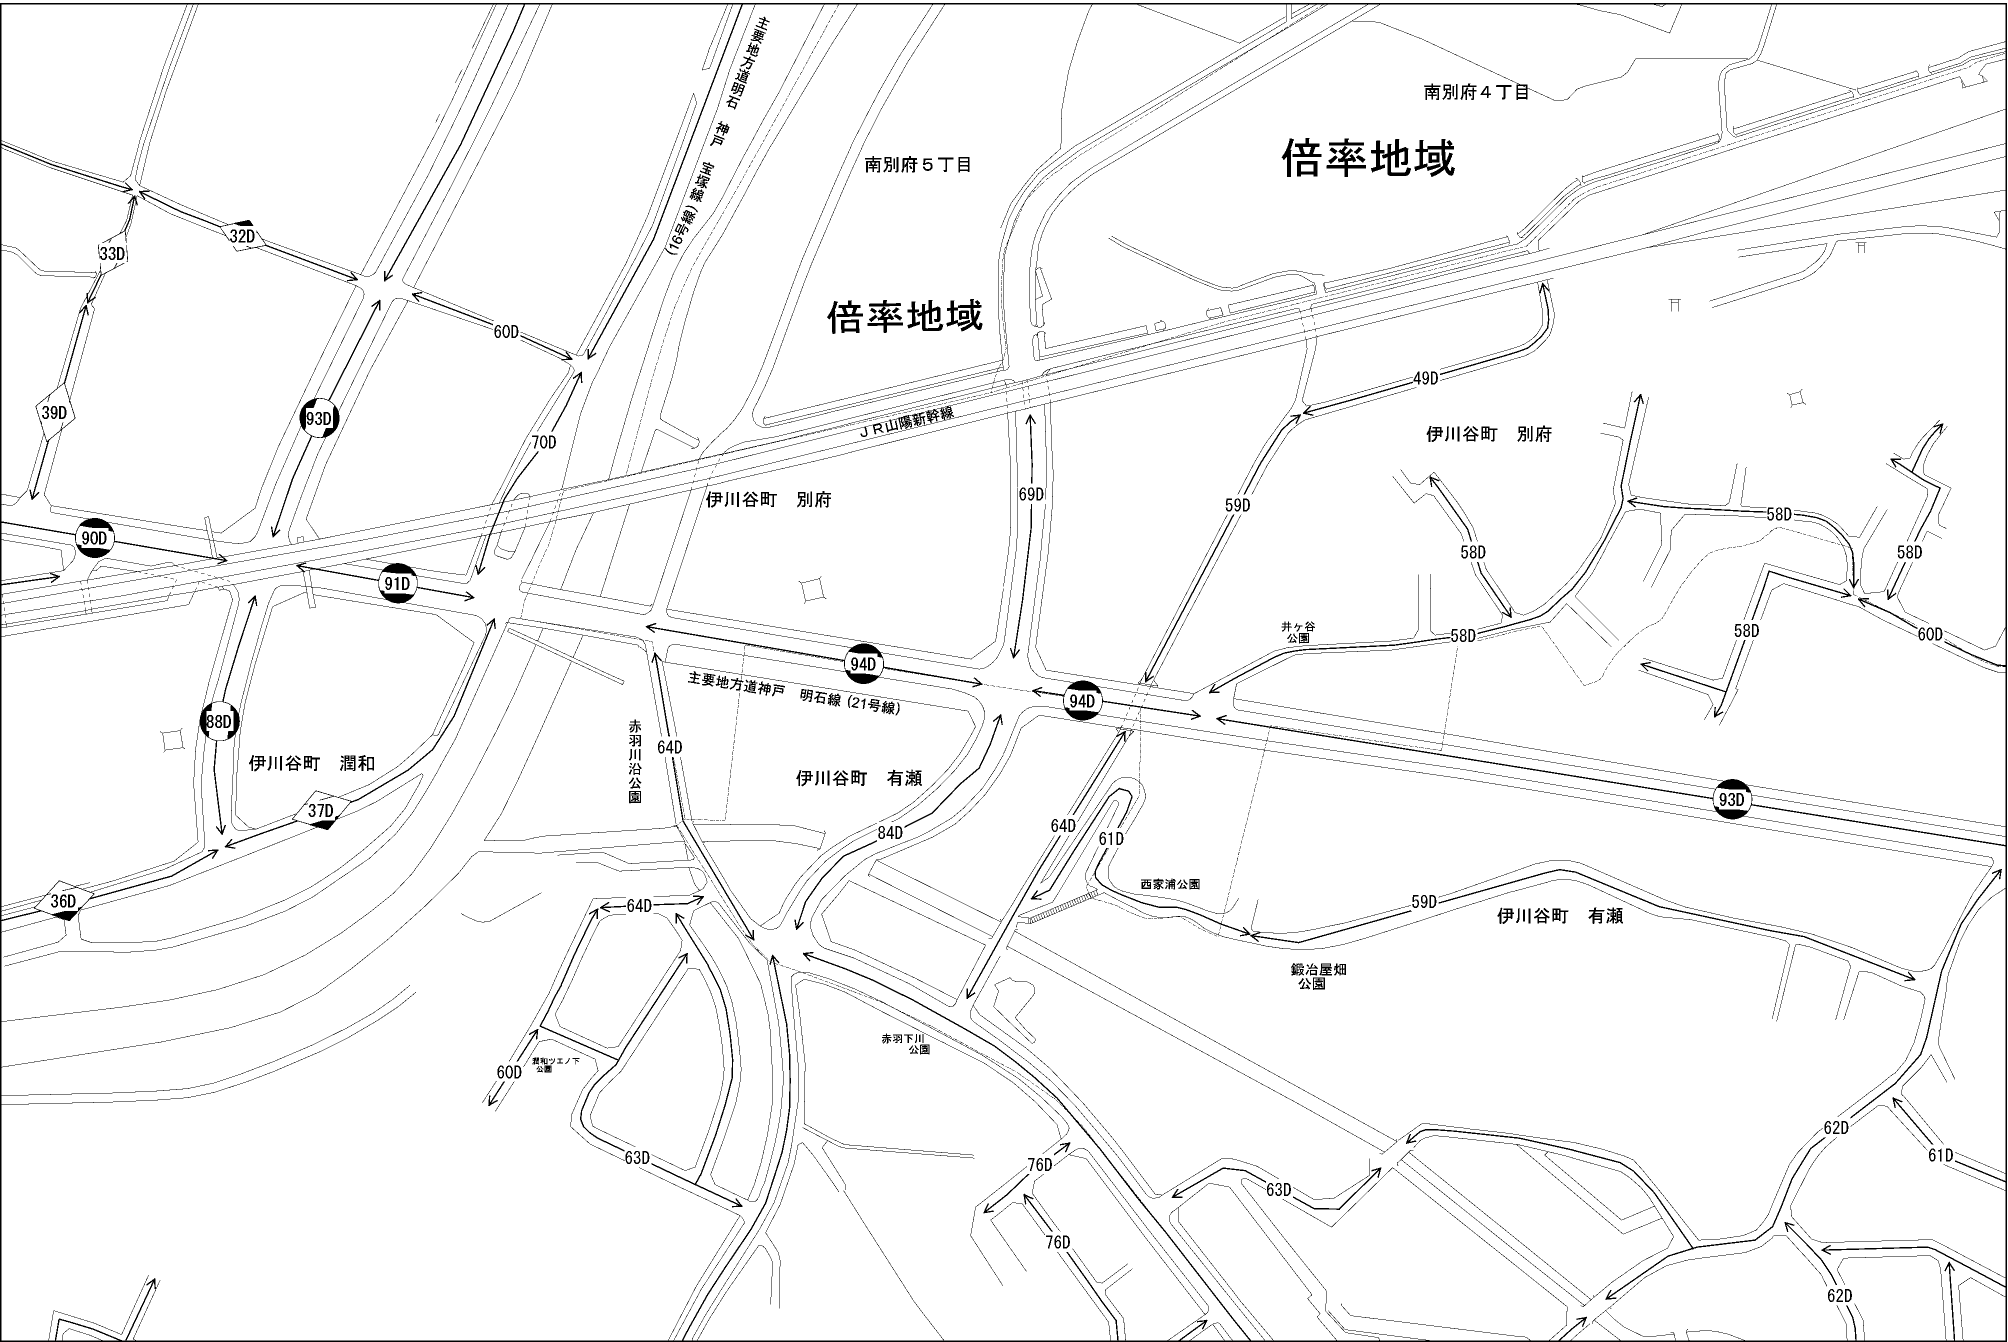 主要地方道明石　神戸　宝塚線
(16号線)
南別府４丁目
倍率地域
南別府５丁目
32D
33D
倍率地域
60D
49D
39D
93D
ＪＲ山陽新幹線
伊川谷町　別府
70D
69D
伊川谷町　別府
59D
58D
90D
58D
58D
91D
井ヶ谷
公園
58D
58D
60D
94D
主要地方道神戸　明石線 (21号線)
94D
88D
赤羽川沿公園
64D
伊川谷町　潤和
伊川谷町　有瀬
93D
37D
84D
64D
61D
西家浦公園
36D
64D
59D
伊川谷町　有瀬
鍛冶屋畑
公園
赤羽下川
公園
潤和ツエノ下
公園
60D
62D
63D
76D
61D
63D
76D
62D